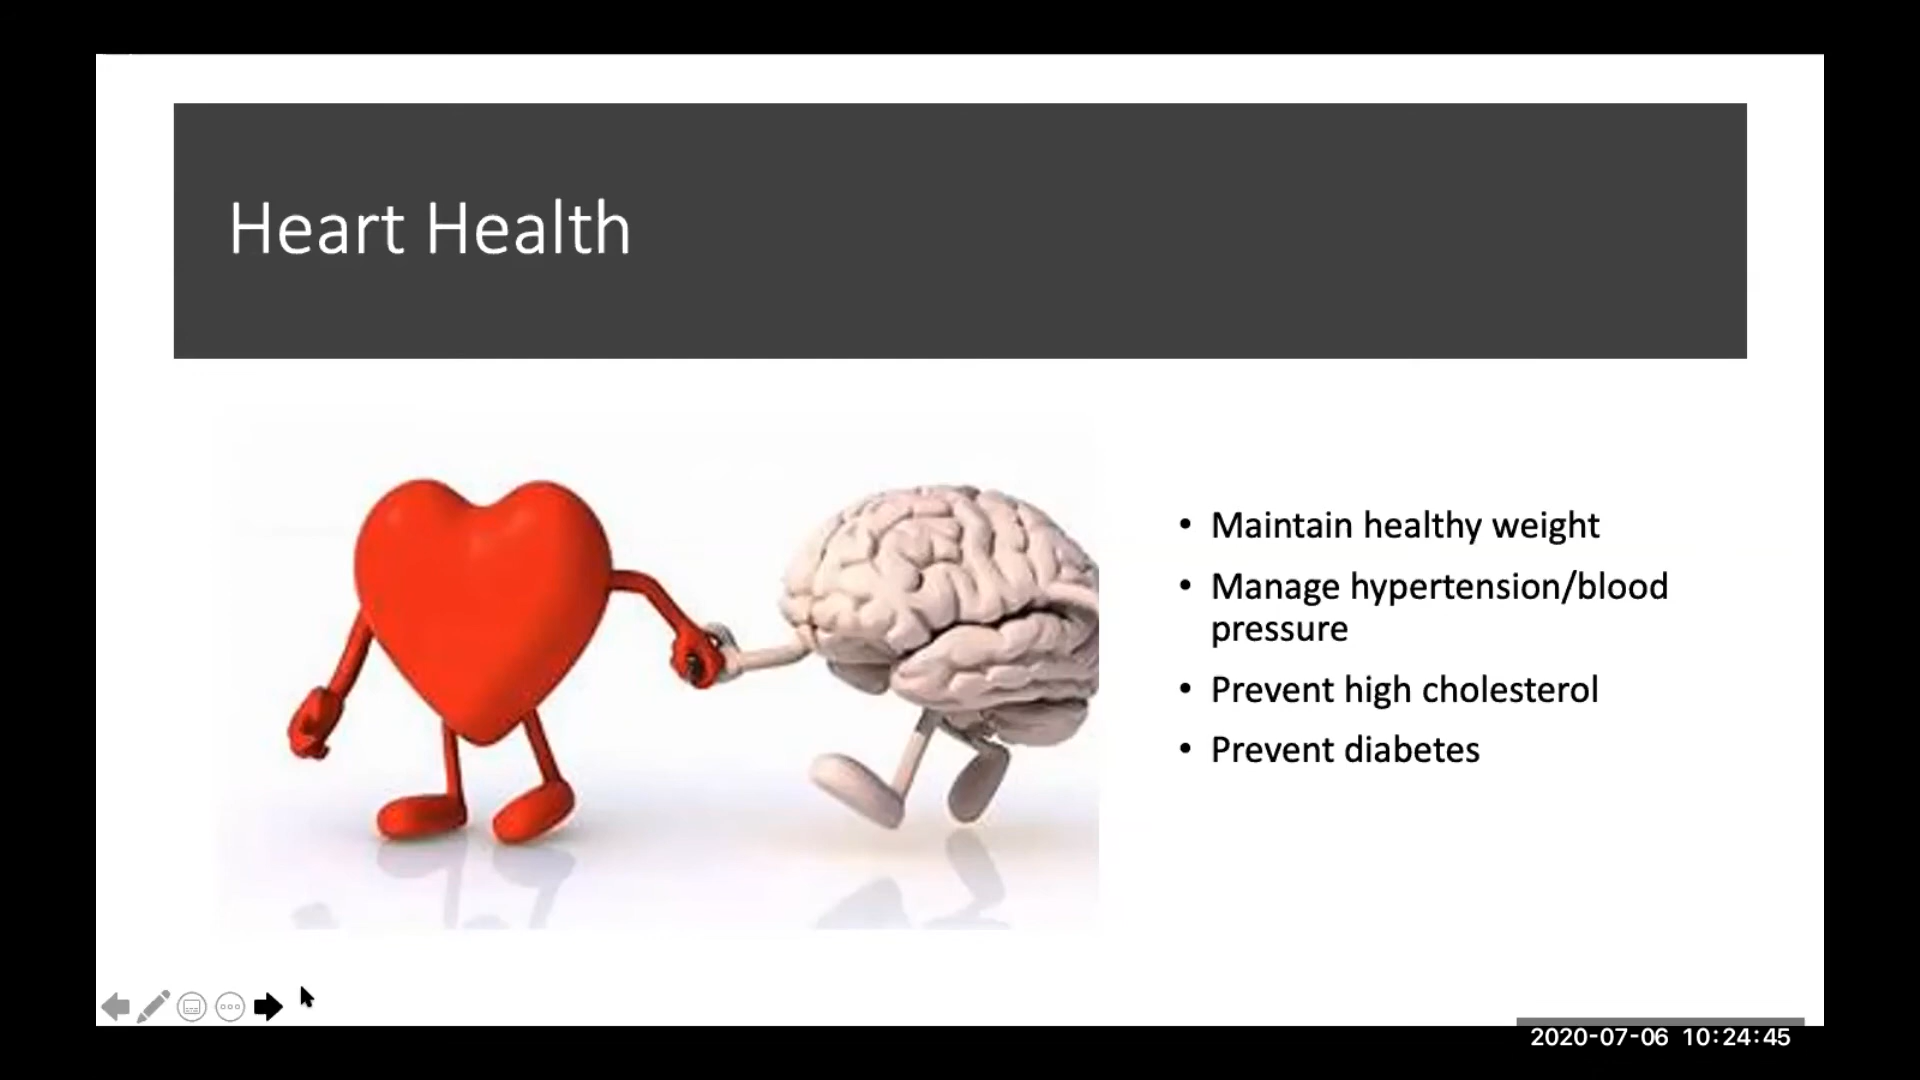 Heart Health
• Maintain healthy weight
• Manage hypertension/blood
pressure
• Prevent high cholesterol
• Prevent diabetes
2020-07-06 10:24:45